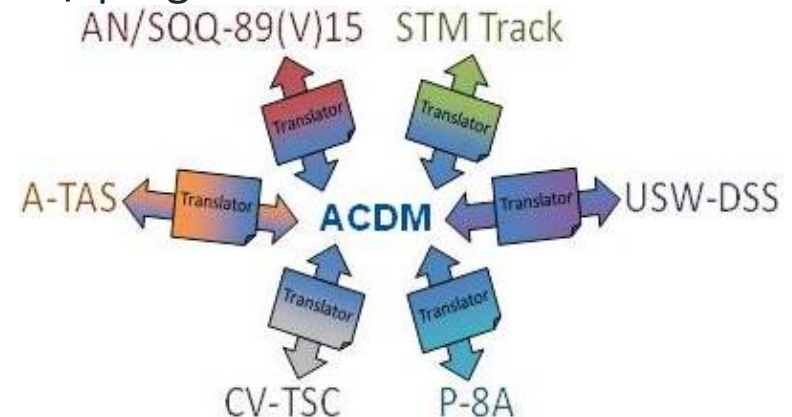 AN/SQQ-89(V)15 STM Track
Translator Translator
A-TAS Translator ACDM Translator USW-DSS
Translator Translator
CV-TSC P-8A